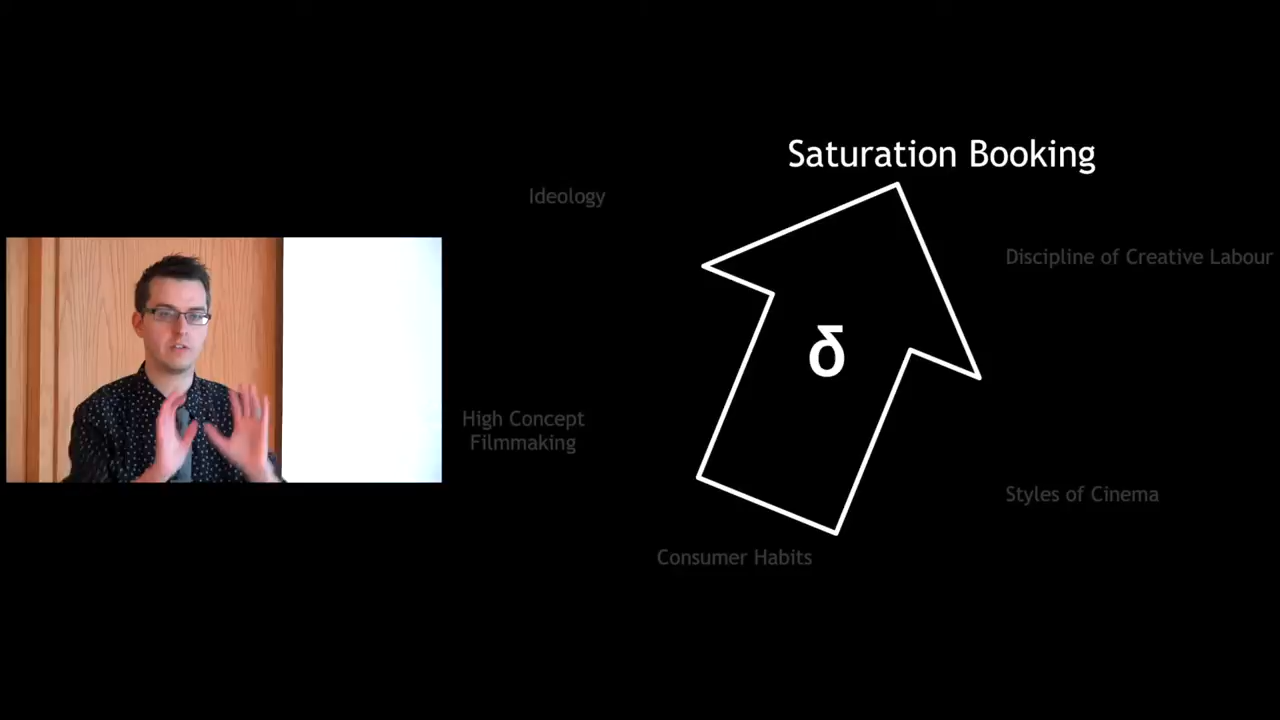 Saturation Booking
Ideology
Discipline of Creative Labour
δ
High Concept
Filmmaking
Styles of Cinema
Consumer Habits